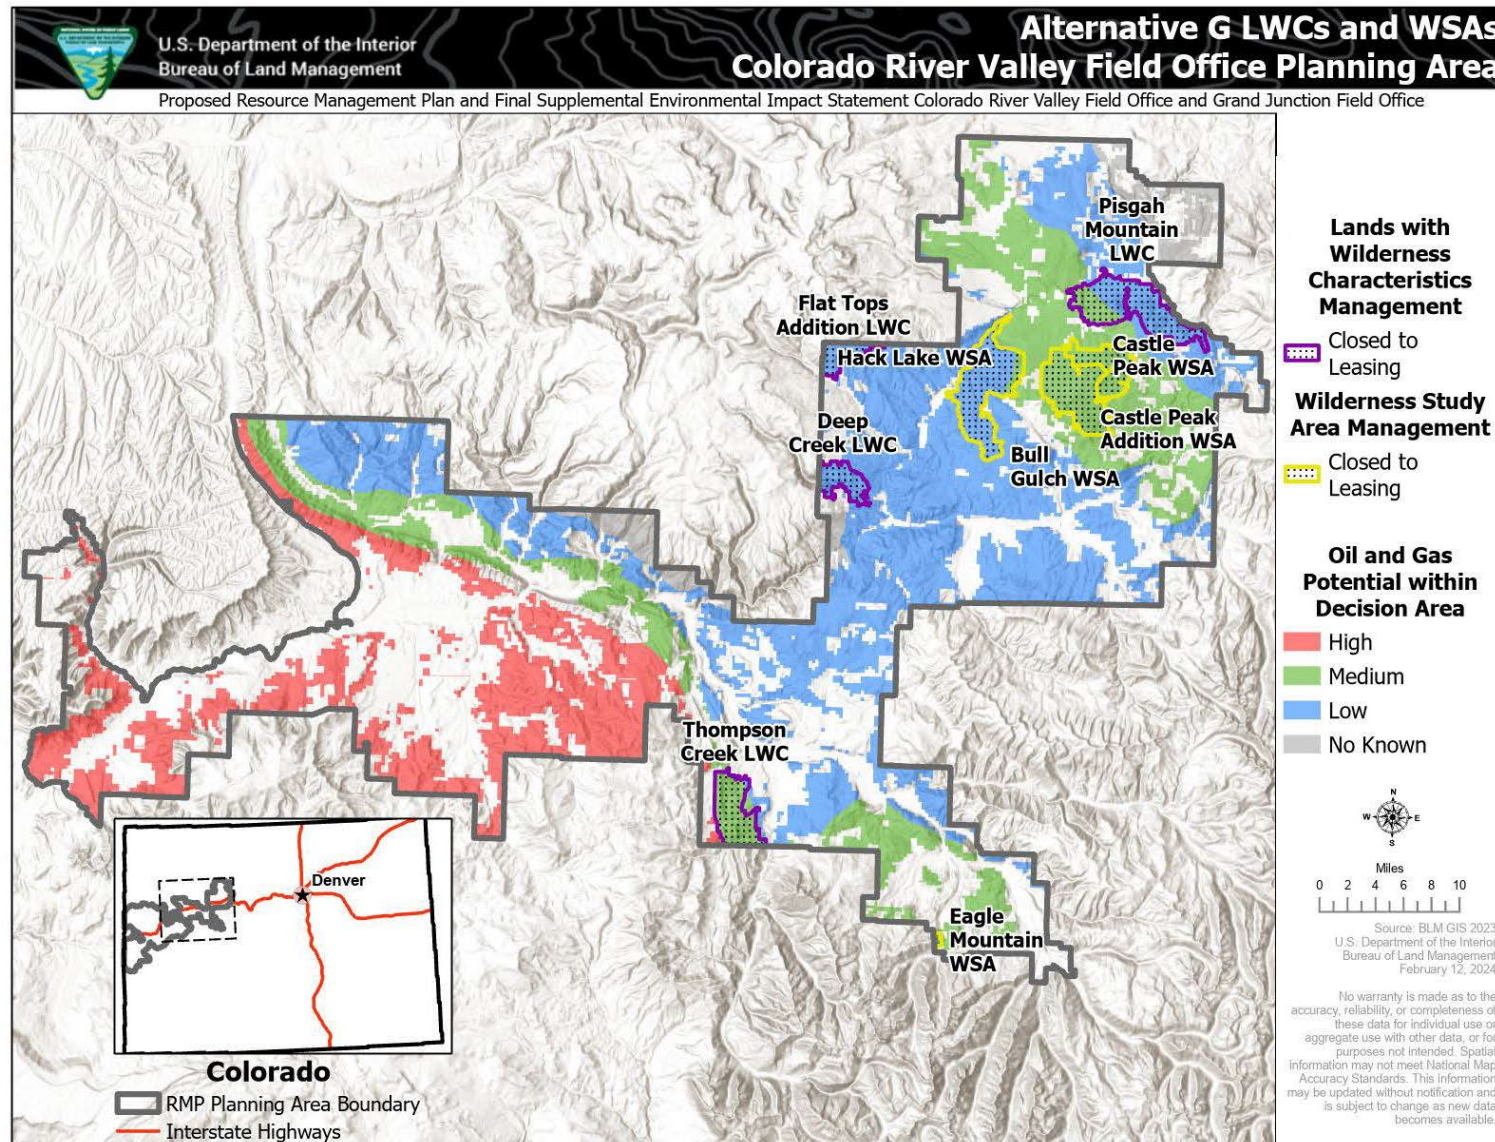 U.S. Department of the Interior
Bureau of Land Management
Alternative G LWCs and WSAs
Colorado River Valley Field Office Planning Area
Proposed Resource Management Plan and Final Supplemental Environmental Impact Statement Colorado River Valley Field Office and Grand Junction Field Office
Pisgah
Mountain
LWC
Flat Tops
Addition LWC
Hack Lake WSA
Castle
Peak WSA
Deep
Creek LWC
Castle Peak
Addition WSA
Bull
Gulch WSA
Thompson
Creek LWC
Eagle
Mountain
WSA
Denver
Colorado
RMP Planning Area Boundary
Interstate Highways
Lands with
Wilderness
Characteristics
Management
Closed to
Leasing
Wilderness Study
Area Management
Closed to
Leasing
Oil and Gas
Potential within
Decision Area
High
Medium
Low
No Known
N
W E
S
Miles
0 2 4 6 8 10
Source: BLM GIS 2023
U.S. Department of the Interior
Bureau of Land Management
February 12, 2024
No warranty is made as to the
accuracy, reliability, or completeness of
these data for individual use or
aggregate use with other data, or for
purposes not intended. Spatial
information may not meet National Map
Accuracy Standards. This information
may be updated without notification and
is subject to change as new data
becomes available.